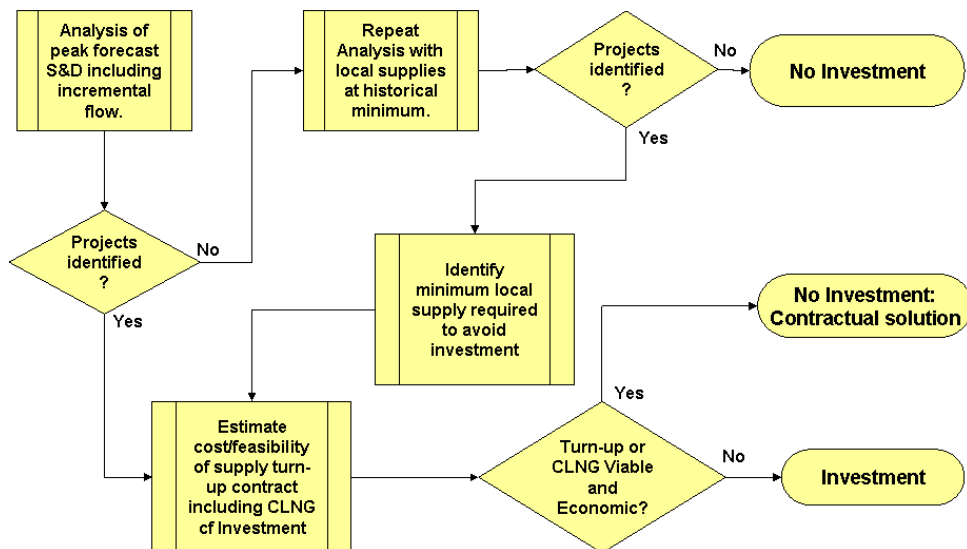 Analysis of
peak forecast
S&D including
incremental
flow.
No
Repeat
Analysis with
local supplies
at historical
minimum.
Projects
identified
?
No
No Investment
Yes
Projects
identified
?
Yes
Identify
minimum local
supply required
to avoid
investment
No Investment:
Contractual solution
Estimate
cost/feasibility
of supply turn-
up contract
including CLNG
cf Investment
Yes
Turn-up or
CLNG Viable
and
Economic?
No
Investment